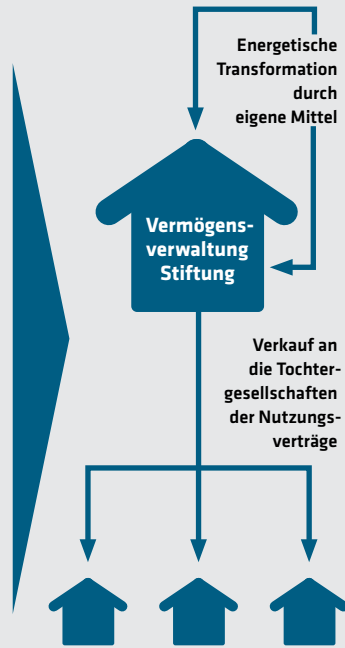 Energetische
Transformation
durch
eigene Mittel
Vermögens-
verwaltung
Stiftung
Verkauf an
die Tochter-
gesellschaften
der Nutzungs-
verträge